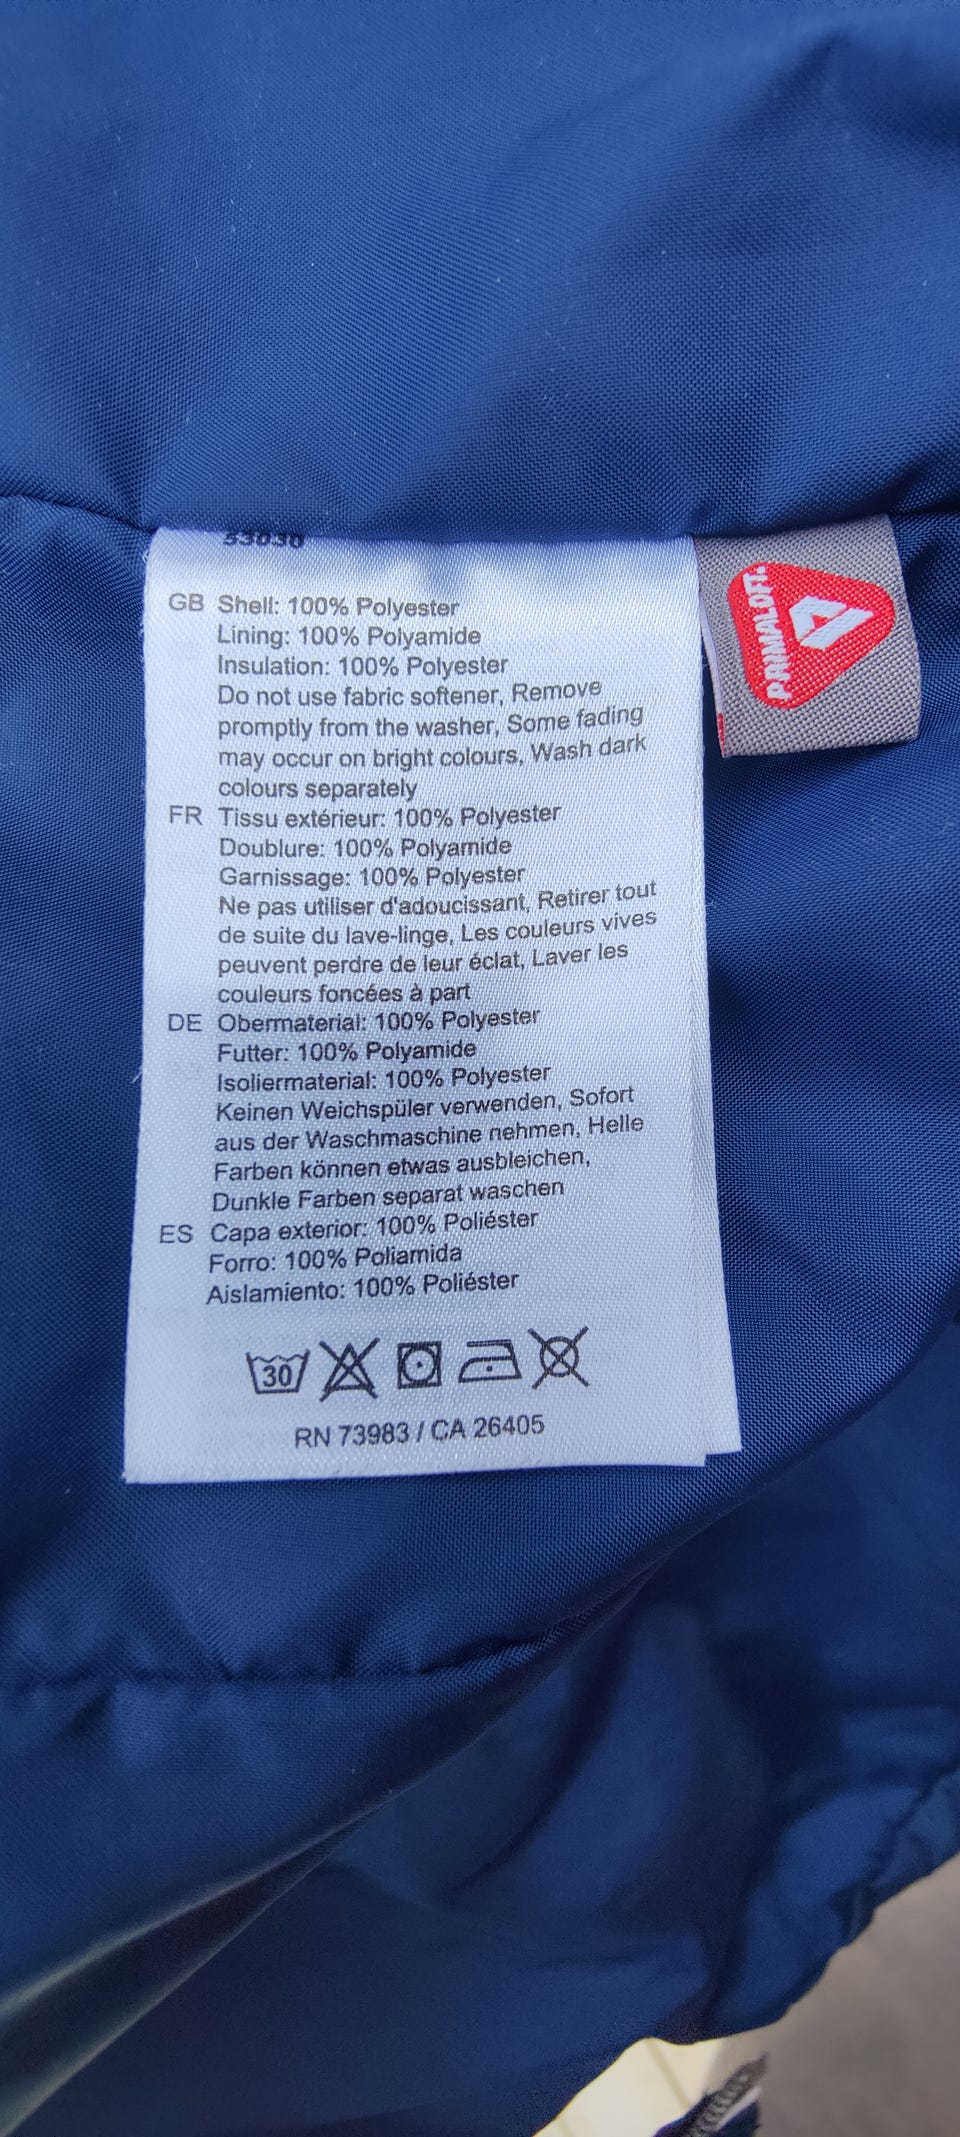 53030
GB Shell: 100% Polyester
Lining: 100% Polyamide
Insulation: 100% Polyester
Do not use fabric softener, Remove
promptly from the washer, Some fading
may occur on bright colours, Wash dark
colours separately
FR Tissu extérieur: 100% Polyester
Doublure: 100% Polyamide
Garnissage: 100% Polyester
Ne pas utiliser d'adoucissant, Retirer tout
de suite du lave-linge, Les couleurs vives
peuvent perdre de leur éclat, Laver les
couleurs foncées à part
DE Obermaterial: 100% Polyester
Futter: 100% Polyamide
Isoliermaterial: 100% Polyester
Keinen Weichspüler verwenden, Sofort
aus der Waschmaschine nehmen, Helle
Farben können etwas ausbleichen,
Dunkle Farben separat waschen
ES Capa exterior: 100% Poliéster
Forro: 100% Poliamida
Aislamiento: 100% Poliéster
30
RN 73983 / CA 26405
PRIMALOFT.